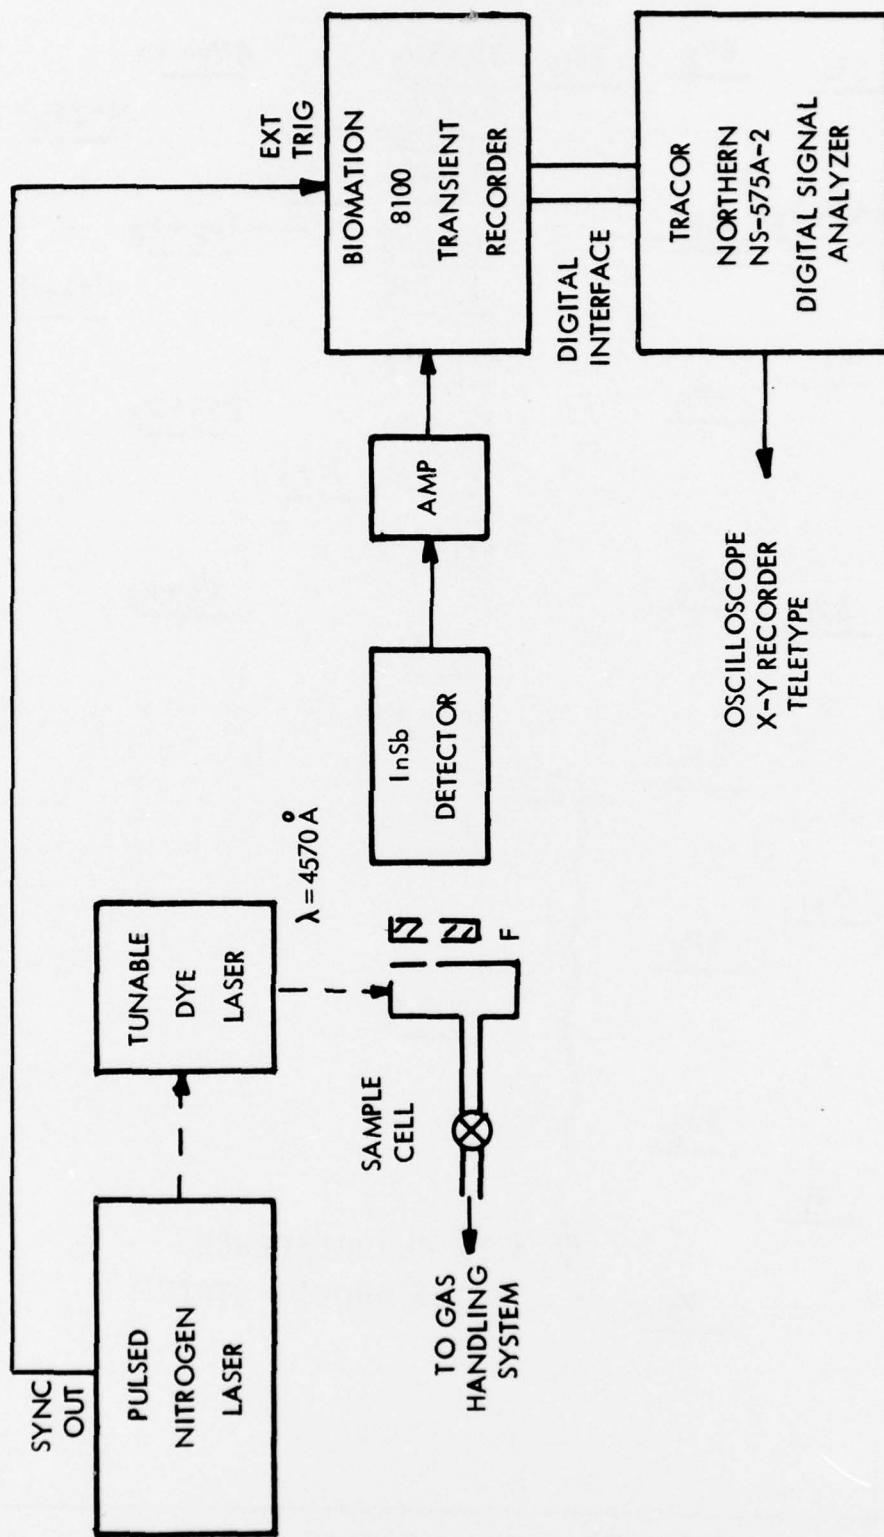 SYNC
OUT
PULSED
NITROGEN
LASER
TUNABLE
DYE
LASER
λ=4570Å
SAMPLE
CELL
TO GAS
HANDLING
SYSTEM
F
InSb
DETECTOR
AMP
EXT
TRIG
BIOMATION
8100
TRANSIENT
RECORDER
DIGITAL
INTERFACE
TRACOR
NORTHERN
NS-575A-2
DIGITAL SIGNAL
ANALYZER
OSCILLOSCOPE
X-Y RECORDER
TELETYPE